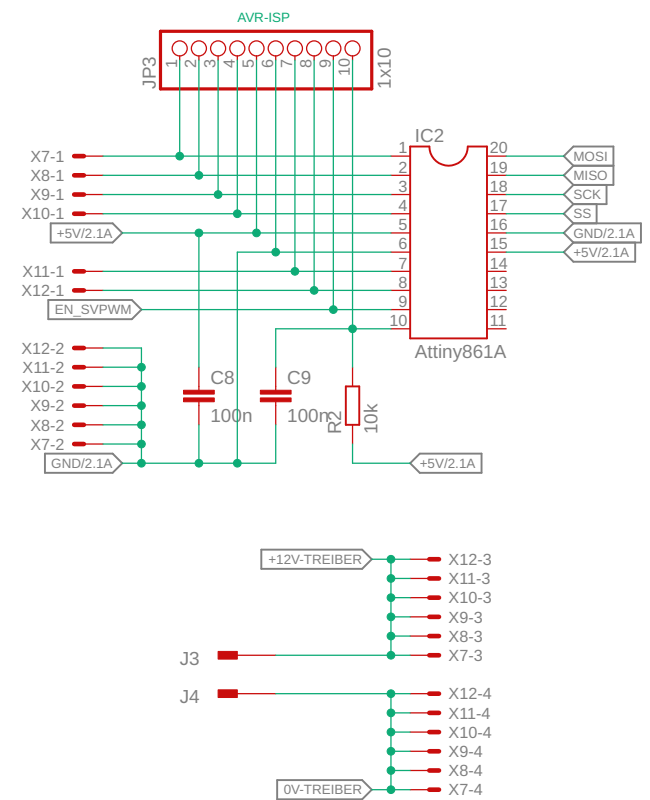 AVR-ISP
JP3
1 2 3 4 5 6 7 8 9 10
1x10
IC2
X7-1 1 20 MOSI
X8-1 2 19 MISO
X9-1 3 18 SCK
X10-1 4 17 SS
+5V/2.1A 5 16 GND/2.1A
6 15 +5V/2.1A
X11-1 7 14
X12-1 8 13
EN_SVPWM 9 12
10 11
X12-2 Attiny861A
X11-2
X10-2 C8 C9
X9-2 100n 100n R2 10k
X8-2
X7-2
GND/2.1A +5V/2.1A
+12V-TREIBER X12-3
X11-3
X10-3
X9-3
X8-3
J3 X7-3
J4 X12-4
X11-4
X10-4
X9-4
X8-4
0V-TREIBER X7-4